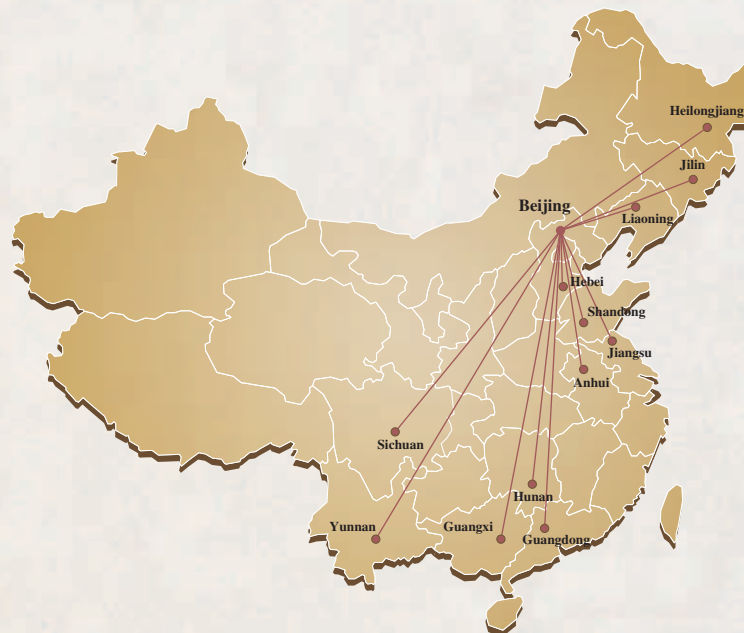 Heilongjiang
Jilin
Beijing
Liaoning
Hebei
Shandong
Jiangsu
Anhui
Sichuan
Hunan
Yunnan
Guangxi
Guangdong